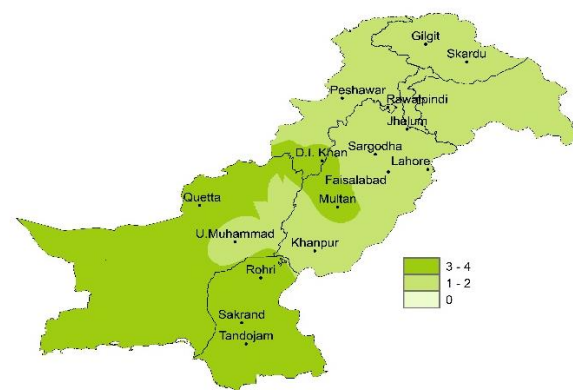 Gilgit
Skardu
Peshawar
Rawalpindi
Jhelum
Sargodha
D.I. Khan
Lahore
Faisalabad
Quetta
Multan
U.Muhammad
Khanpur
3 - 4
Rohri
1 - 2
0
Sakrand
Tandojam